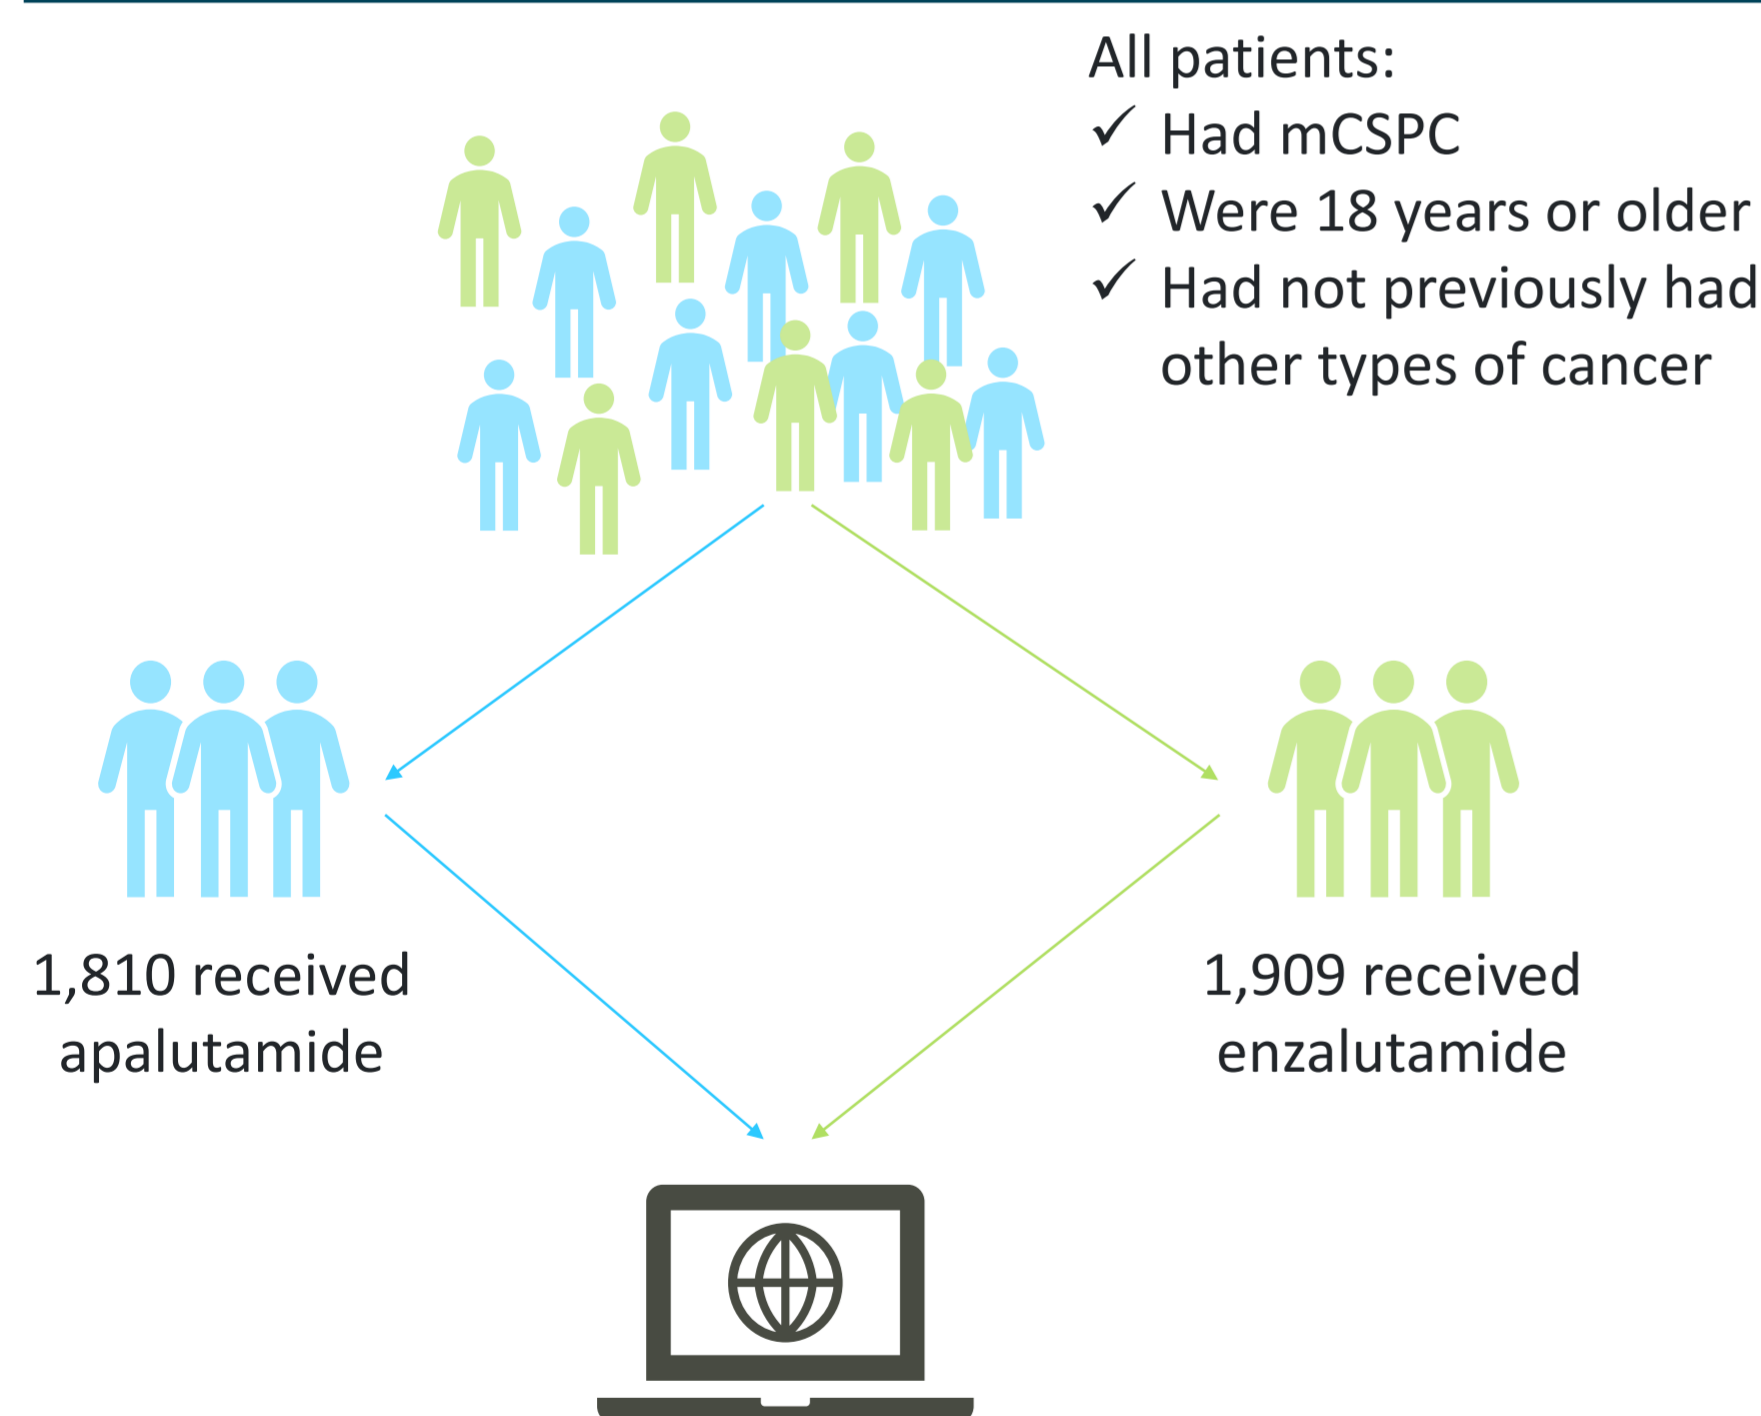 All patients:
✓ Had mCSPC
✓ Were 18 years or older
✓ Had not previously had
other types of cancer
1,810 received
apalutamide
1,909 received
enzalutamide